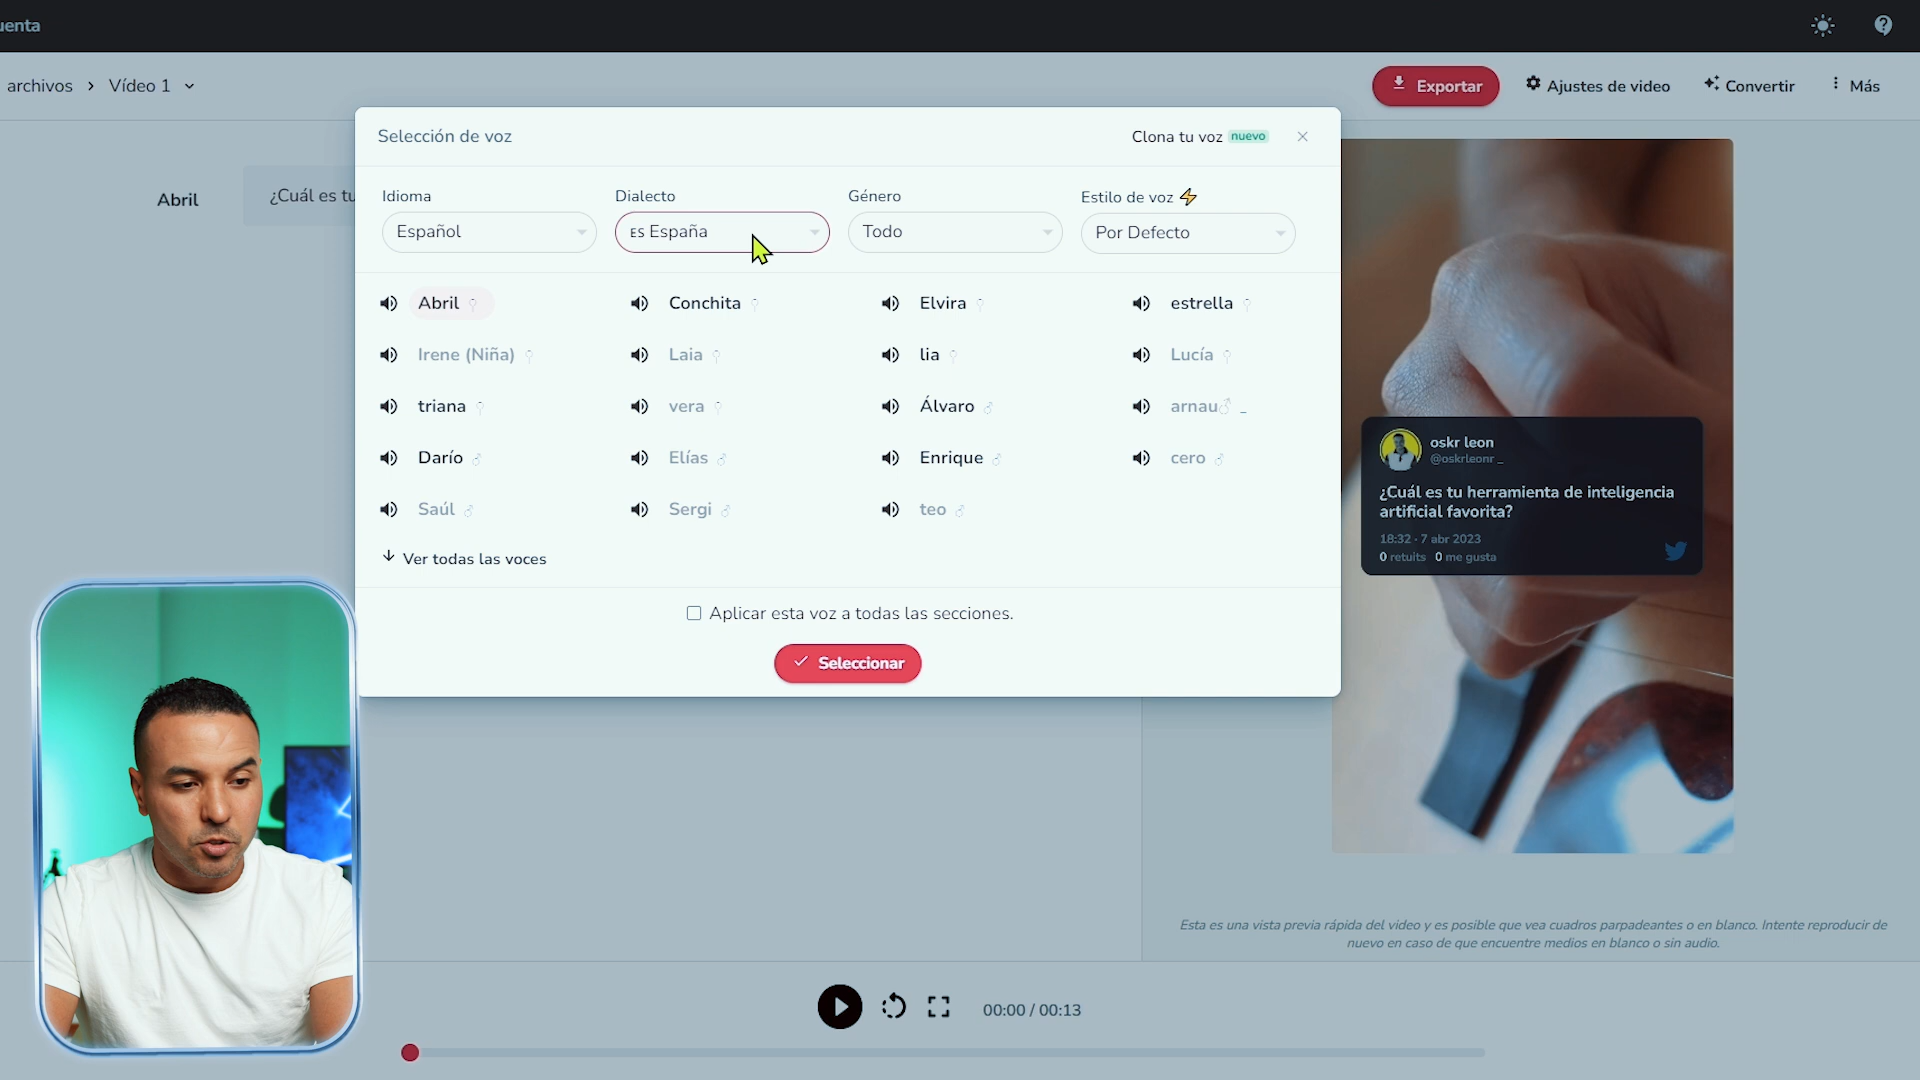 uenta
archivos > Vídeo 1
Exportar
Ajustes de video
Convertir
Más
Selección de voz
Clona tu voz nuevo
Abril
¿Cuál es tu
Idioma
Dialecto
Género
Estilo de voz
Español
ES España
Todo
Por Defecto
Abril
Conchita
Elvira
estrella
Irene (Niña)
Laia
lia
Lucía
triana
vera
Álvaro
arnau
Darío
Elías
Enrique
cero
Saúl
Sergi
teo
Ver todas las voces
Aplicar esta voz a todas las secciones.
Seleccionar
oskr leon
@oskrleonr_
¿Cuál es tu herramienta de inteligencia
artificial favorita?
18:32 · 7 abr 2023
0 retuits 0 me gusta
Esta es una vista previa rápida del video y es posible que vea cuadros parpadeantes o en blanco. Intente reproducir de
nuevo en caso de que encuentre medios en blanco o sin audio.
00:00 / 00:13